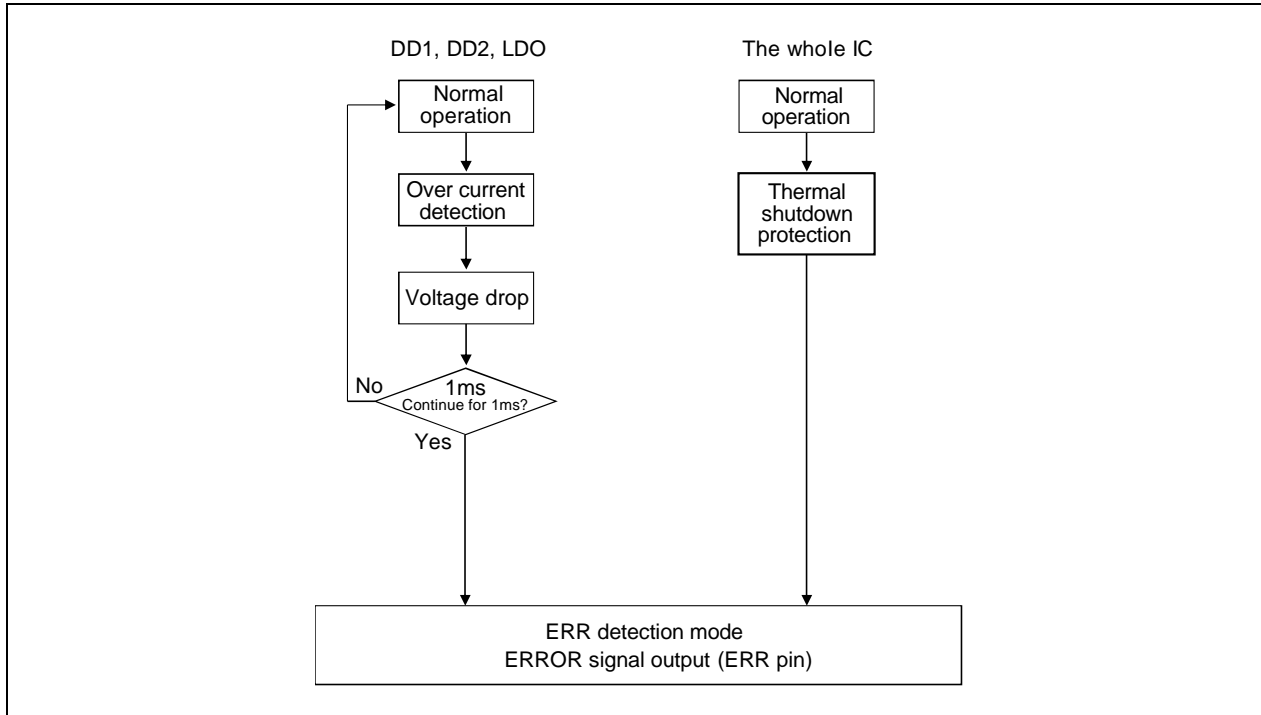 DD1, DD2, LDO
Normal
operation
Over current
detection
Voltage drop
No
1ms
Continue for 1ms?
Yes
The whole IC
Normal
operation
Thermal
shutdown
protection
ERR detection mode
ERROR signal output (ERR pin)